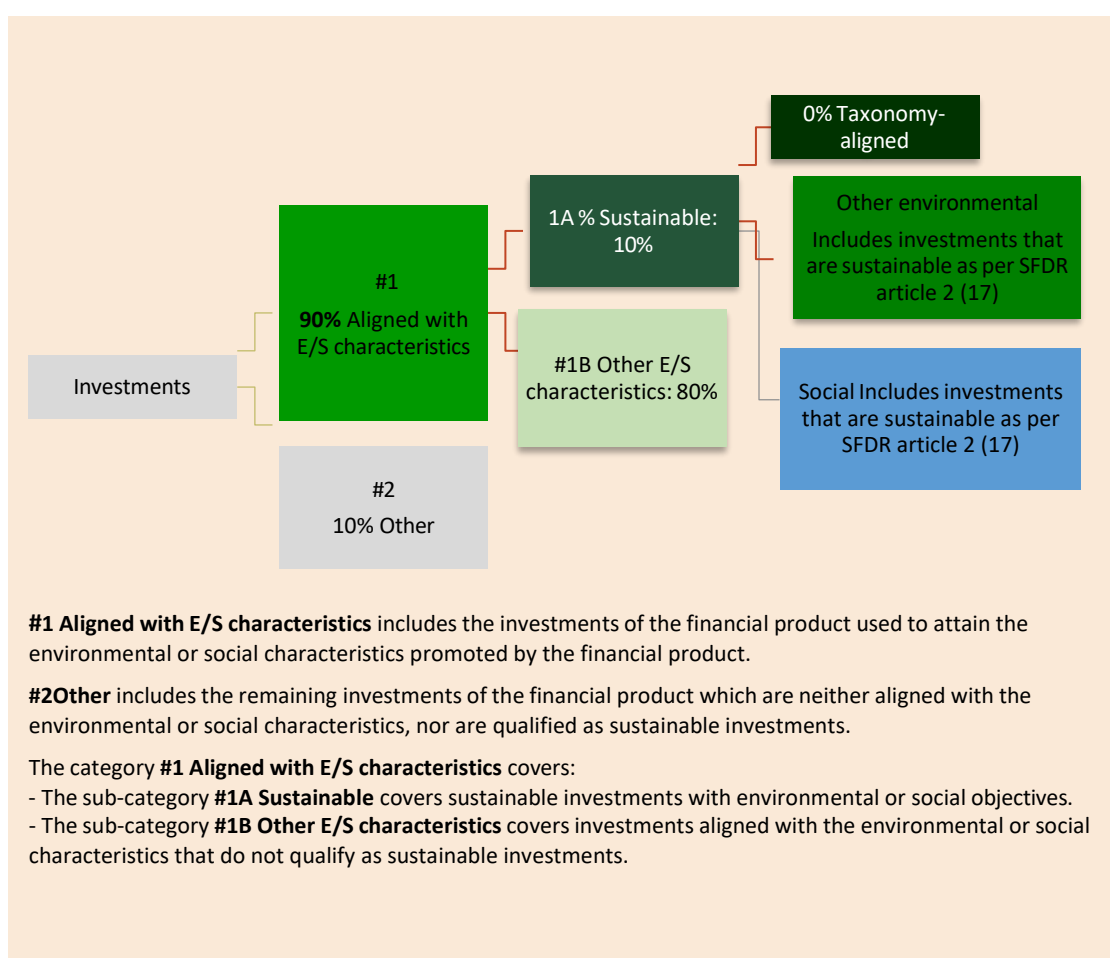 0% Taxonomy-
aligned
1A % Sustainable:
10%
Other environmental
Includes investments that
are sustainable as per SFDR
article 2 (17)
#1
90% Aligned with
E/S characteristics
#1B Other E/S
characteristics: 80%
Investments
Social Includes investments
that are sustainable as per
SFDR article 2 (17)
#2
10% Other
#1 Aligned with E/S characteristics includes the investments of the financial product used to attain the
environmental or social characteristics promoted by the financial product.
#2Other includes the remaining investments of the financial product which are neither aligned with the
environmental or social characteristics, nor are qualified as sustainable investments.
The category #1 Aligned with E/S characteristics covers:
- The sub-category #1A Sustainable covers sustainable investments with environmental or social objectives.
- The sub-category #1B Other E/S characteristics covers investments aligned with the environmental or social
characteristics that do not qualify as sustainable investments.